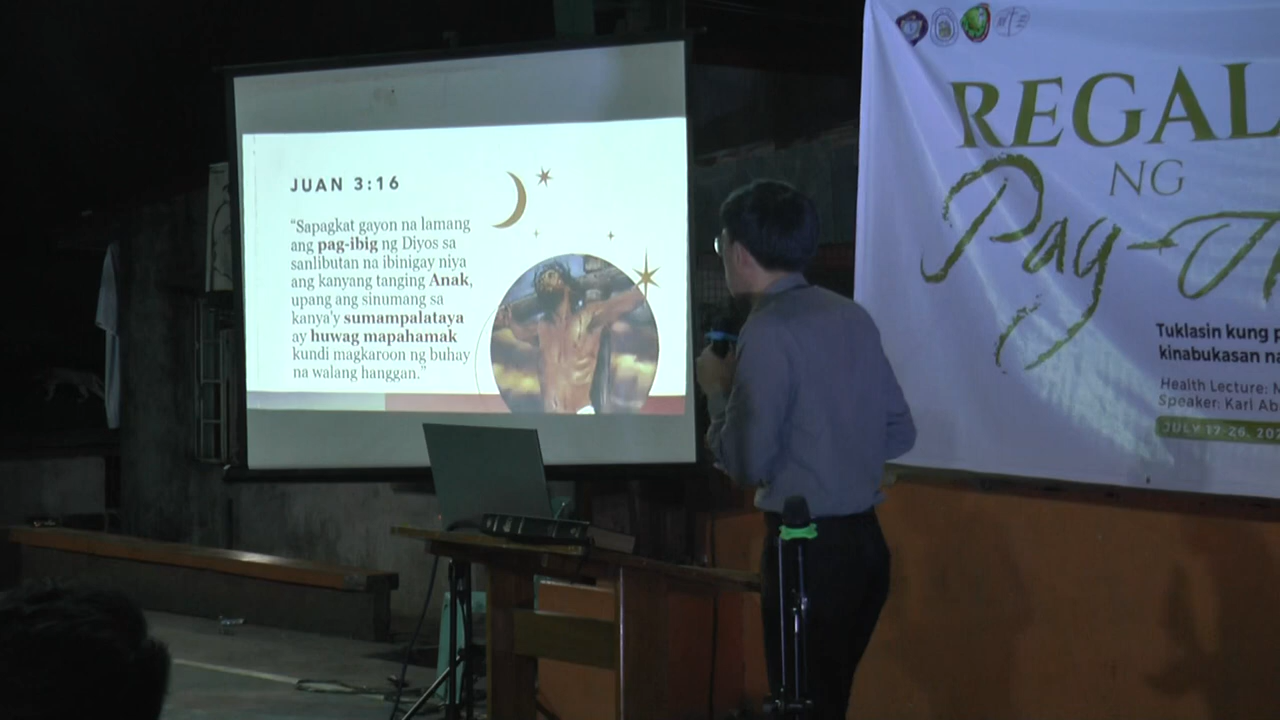 JUAN 3:16
“Sapagkat gayon na lamang
ang pag-ibig ng Diyos sa
sanlibutan na ibinigay niya
ang kanyang tanging Anak,
upang ang sinumang sa
kanya'y sumampalataya
ay huwag mapahamak
kundi magkaroon ng buhay
na walang hanggan.”
REGAL
NG
Pag-
Tuklasin kung
kinabukasan
Health Lecture:
Speaker: Karl
JULY 17-26,